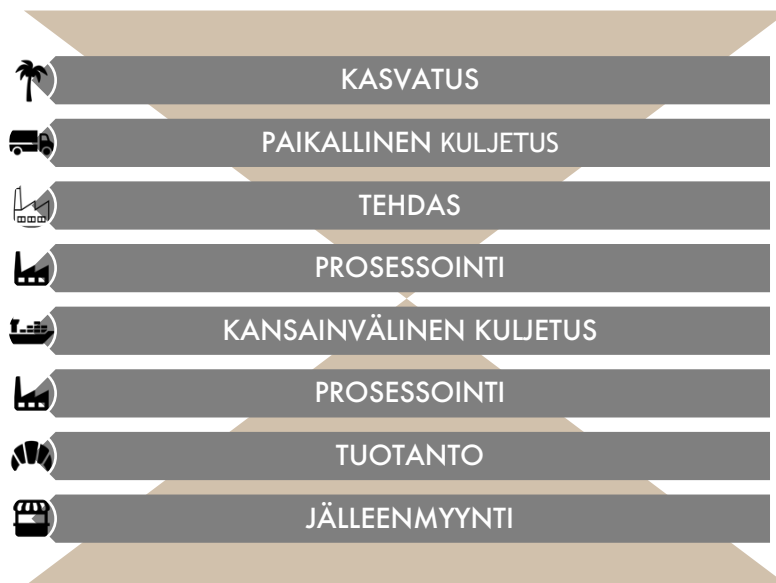 KASVATUS
PAIKALLINEN KULJETUS
TEHDAS
PROSESSOINTI
KANSAINVÄLINEN KULJETUS
PROSESSOINTI
TUOTANTO
JÄLLEENMYYNTI